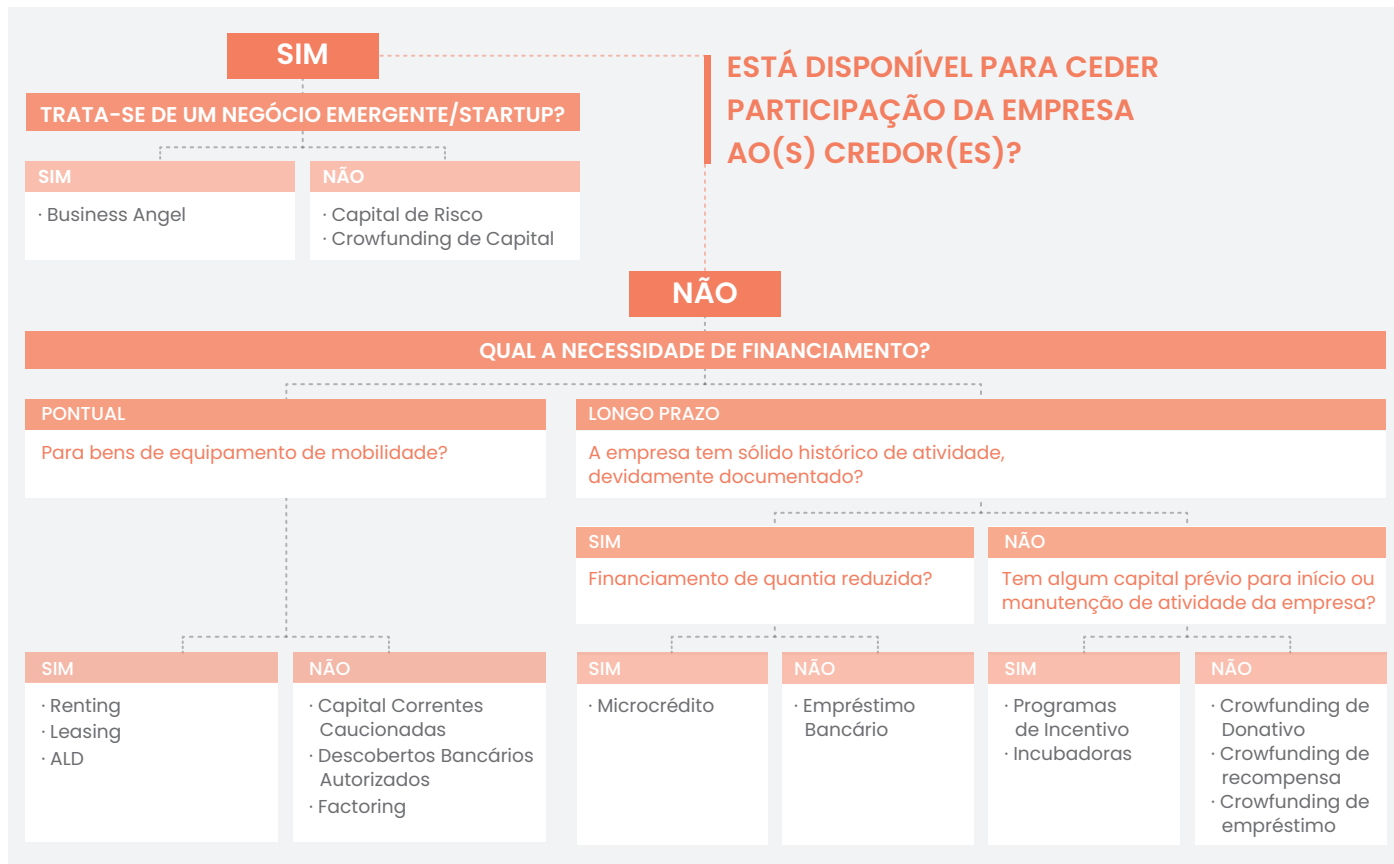 ESTÁ DISPONÍVEL PARA CEDER
PARTICIPAÇÃO DA EMPRESA
AO(S) CREDOR(ES)?
SIM
TRATA-SE DE UM NEGÓCIO EMERGENTE/STARTUP?
SIM
· Business Angel
NÃO
· Capital de Risco
· Crowfunding de Capital
NÃO
QUAL A NECESSIDADE DE FINANCIAMENTO?
PONTUAL
Para bens de equipamento de mobilidade?
SIM
· Renting
· Leasing
· ALD
NÃO
· Capital Correntes
Caucionadas
· Descobertos Bancários
Autorizados
· Factoring
LONGO PRAZO
A empresa tem sólido histórico de atividade,
devidamente documentado?
SIM
Financiamento de quantia reduzida?
SIM
· Microcrédito
NÃO
· Empréstimo
Bancário
NÃO
Tem algum capital prévio para início ou
manutenção de atividade da empresa?
SIM
· Programas
de Incentivo
· Incubadoras
NÃO
· Crowfunding de
Donativo
· Crowfunding de
recompensa
· Crowfunding de
empréstimo